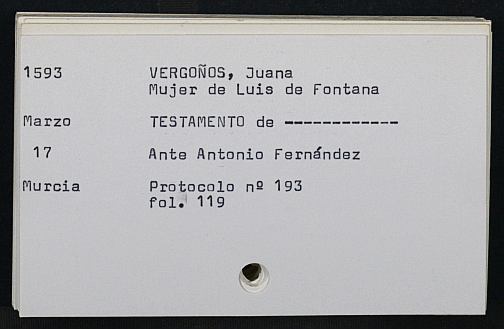 1593 VERGOÑOS, Juana
Mujer de Luis de Fontana
Marzo TESTAMENTO de ------------
17 Ante Antonio Fernández
Murcia Protocolo nº 193
fol. 119